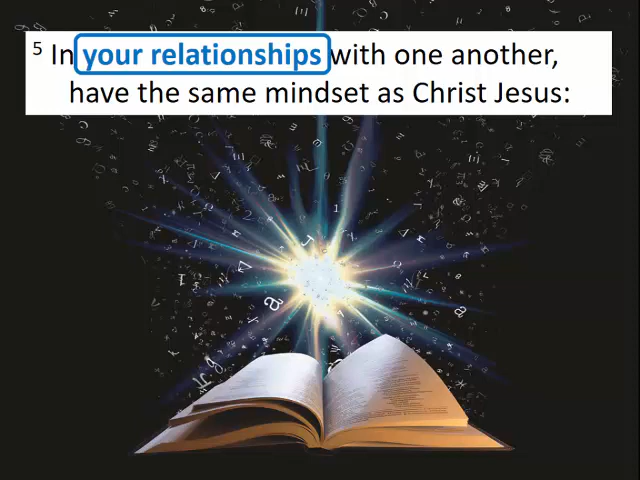 5 In your relationships with one another,
have the same mindset as Christ Jesus: